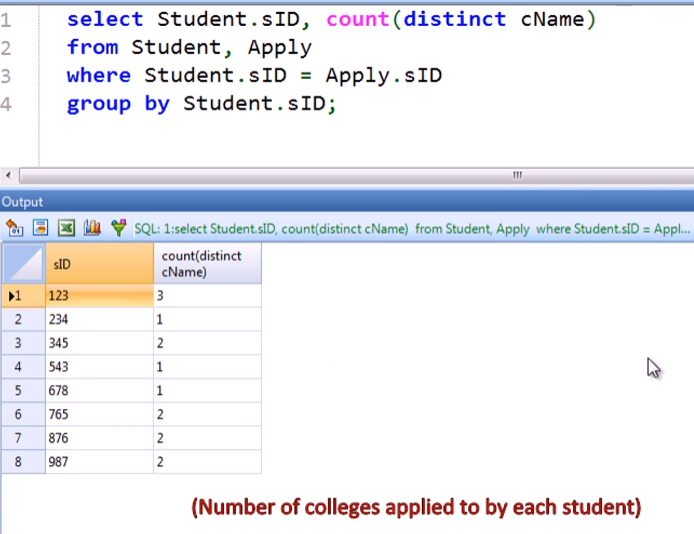 1 select Student.sID, count(distinct cName)
2 from Student, Apply
3 where Student.sID = Apply.sID
4 group by Student.sID;
Output
SQL: 1:select Student.sID, count(distinct cName) from Student, Apply where Student.sID = Appl...
sID count(distinct cName)
1 123 3
2 234 1
3 345 2
4 543 1
5 678 1
6 765 2
7 876 2
8 987 2
(Number of colleges applied to by each student)